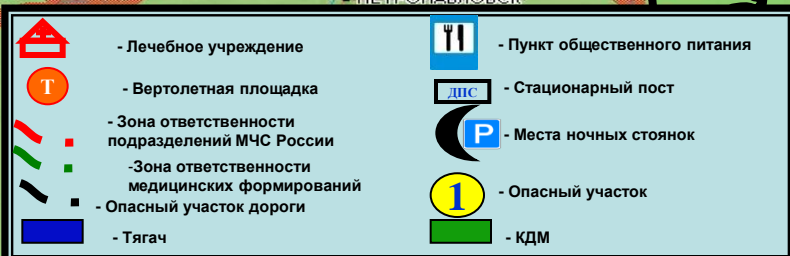 ПЕТРОПАВЛОВСК
- Лечебное учреждение
Т
- Вертолетная площадка
- Зона ответственности
подразделений МЧС России
-Зона ответственности
медицинских формирований
- Опасный участок дороги
- Тягач
- Пункт общественного питания
ДПС
- Стационарный пост
P
- Места ночных стоянок
1
- Опасный участок
- КДМ